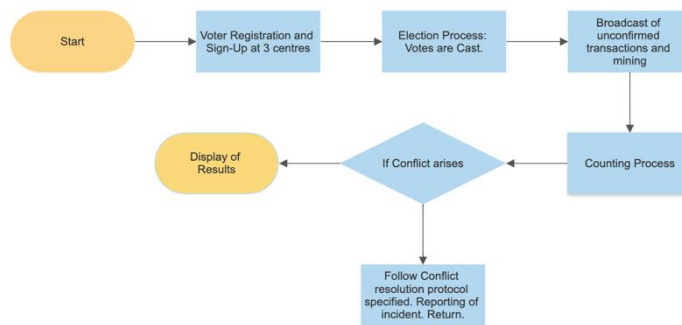 Start
Voter Registration and
Sign-Up at 3 centres
Election Process:
Votes are Cast.
Broadcast of
unconfirmed
transactions and
mining
Display of
Results
If Conflict arises
Counting Process
Follow Conflict
resolution protocol
specified. Reporting of
incident. Return.